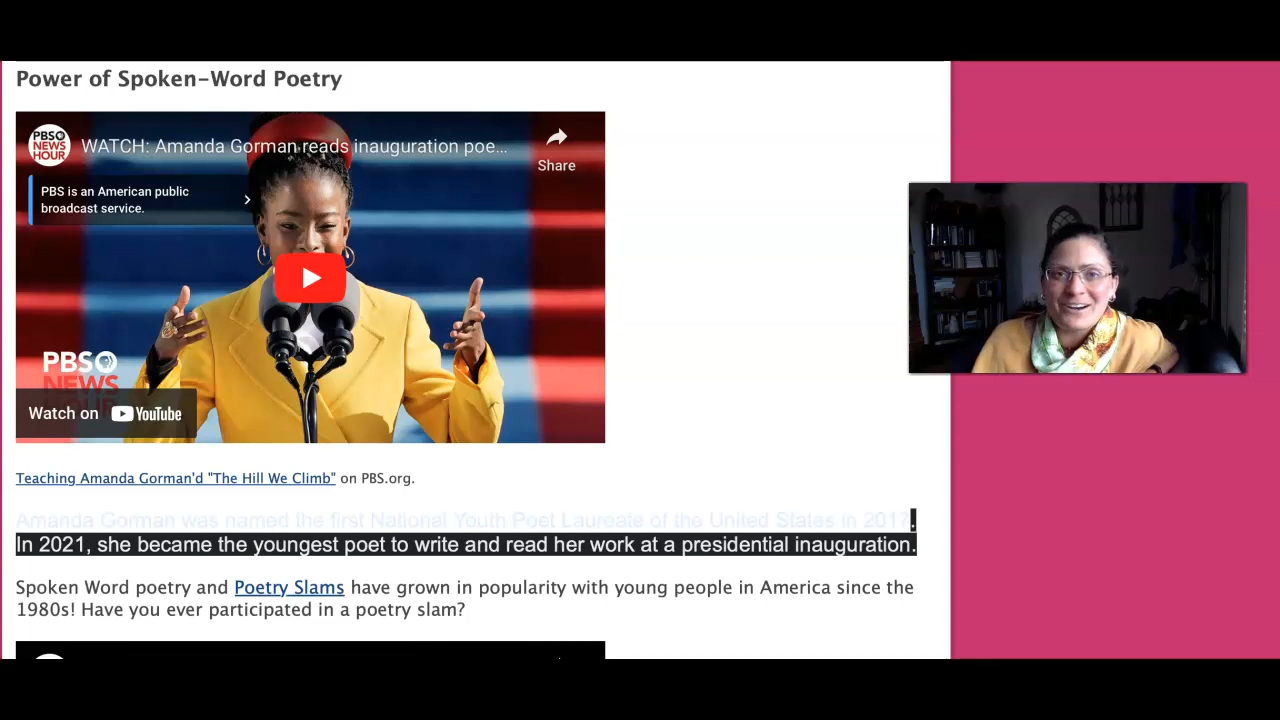 Power of Spoken-Word Poetry
PBS NEWS HOUR
WATCH: Amanda Gorman reads inauguration poe...
Share
PBS is an American public
broadcast service.
PBS
NEWS
HOUR
Watch on YouTube
Teaching Amanda Gorman'd "The Hill We Climb" on PBS.org.
Amanda Gorman was named the first National Youth Poet Laureate of the United States in 2017.
In 2021, she became the youngest poet to write and read her work at a presidential inauguration.
Spoken Word poetry and Poetry Slams have grown in popularity with young people in America since the
1980s! Have you ever participated in a poetry slam?